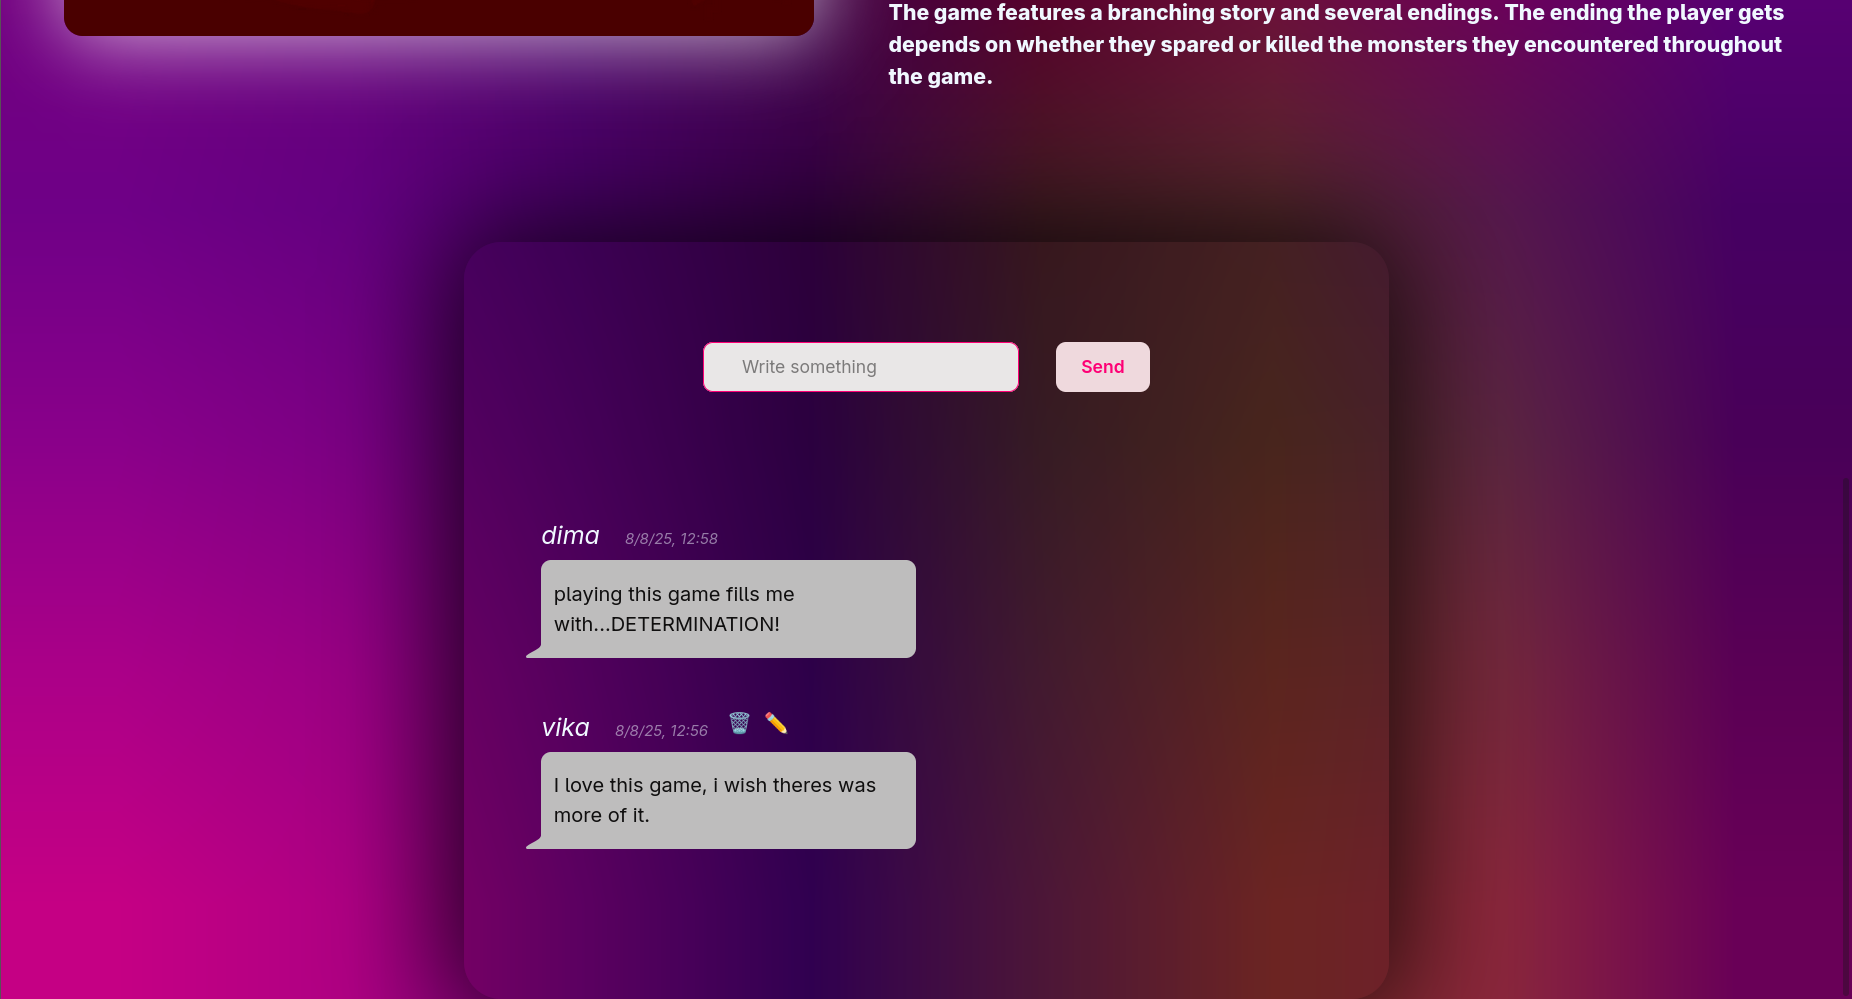 The game features a branching story and several endings. The ending the player gets
depends on whether they spared or killed the monsters they encountered throughout
the game.
Write something
Send
dima 8/8/25, 12:58
playing this game fills me
with...DETERMINATION!
vika 8/8/25, 12:56
I love this game, i wish theres was
more of it.